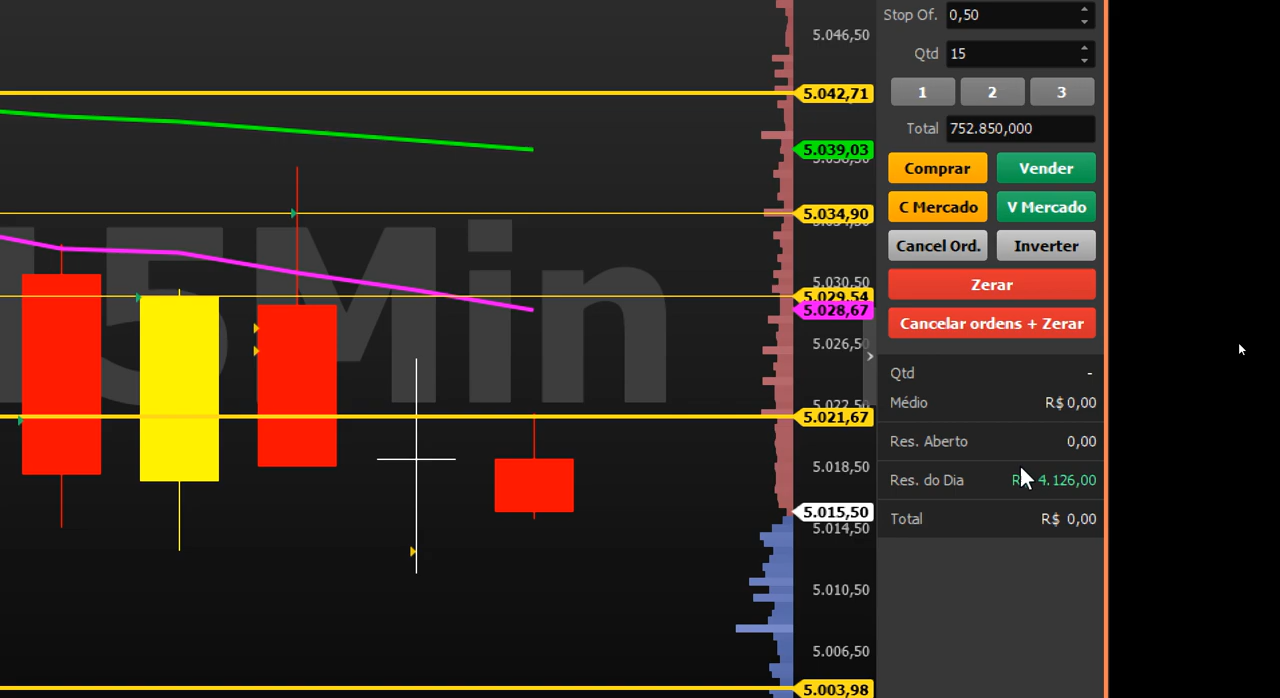 15Min
5.046,50
5.042,71
5.039,03
5.034,90
5.030,50
5.029,54
5.028,67
5.026,50
5.021,67
5.018,50
5.015,50
5.014,50
5.010,50
5.006,50
5.003,98
Stop Of. 0,50
Qtd 15
1 2 3
Total 752.850,000
Comprar Vender
C Mercado V Mercado
Cancel Ord. Inverter
Zerar
Cancelar ordens + Zerar
Qtd -
Médio R$ 0,00
Res. Aberto 0,00
Res. do Dia 4.126,00
Total R$ 0,00